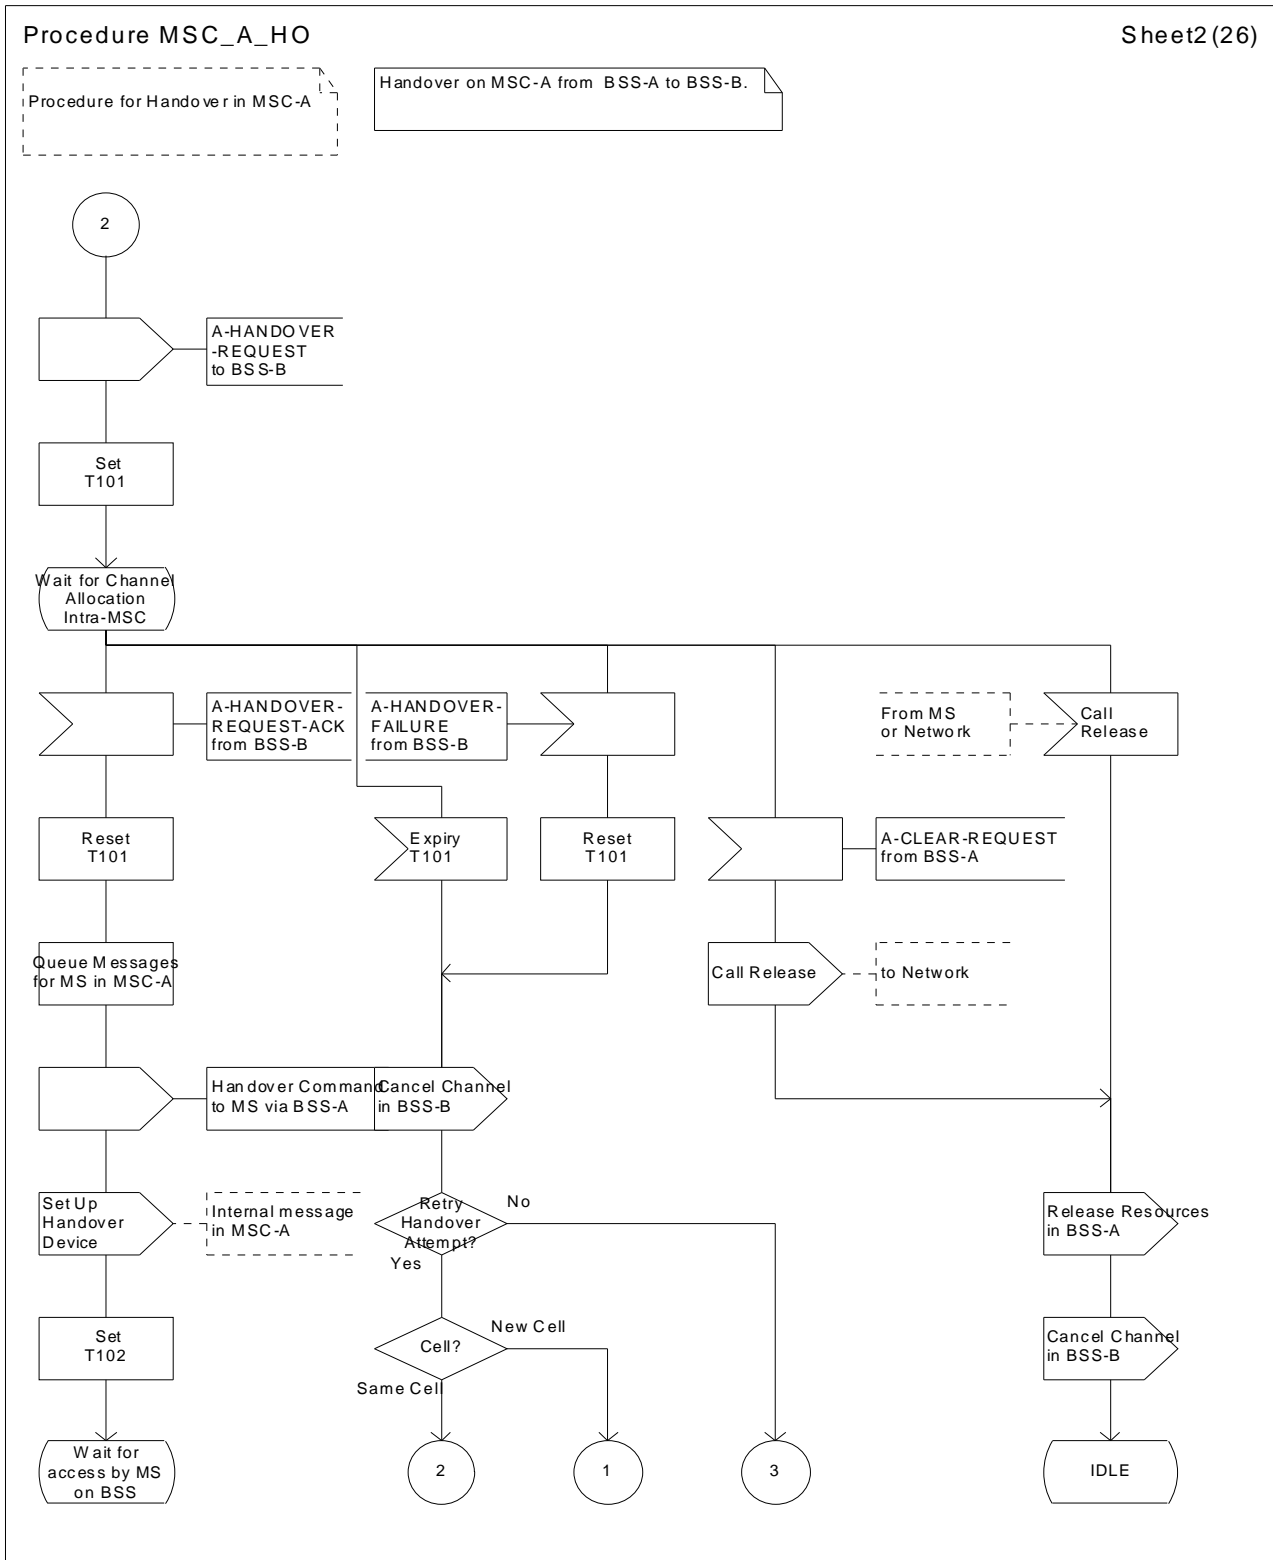 Procedure MSC_A_HO
Sheet2(26)
Procedure for Handover in MSC-A
Handover on MSC-A from BSS-A to BSS-B.
2
A-HANDOVER
-REQUEST
to BSS-B
Set
T101
Wait for Channel
Allocation
Intra-MSC
A-HANDOVER-
REQUEST-ACK
from BSS-B
A-HANDOVER-
FAILURE
from BSS-B
From MS
or Network
Call
Release
Reset
T101
Expiry
T101
Reset
T101
A-CLEAR-REQUEST
from BSS-A
Queue Messages
for MS in MSC-A
Call Release
to Network
Handover Command
to MS via BSS-A
Cancel Channel
in BSS-B
Set Up
Handover
Device
Internal message
in MSC-A
Retry
Handover
Attempt?
No
Yes
Release Resources
in BSS-A
Set
T102
Cell?
New Cell
Same Cell
Cancel Channel
in BSS-B
Wait for
access by MS
on BSS
2
1
3
IDLE